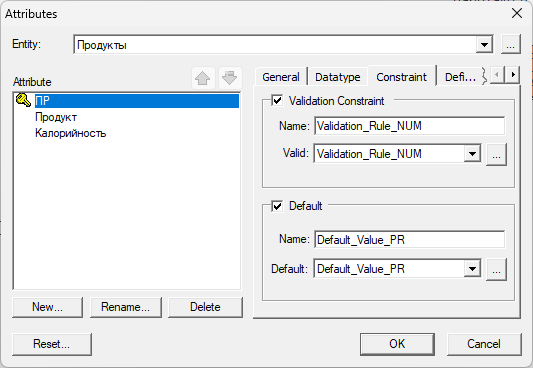 Attributes
Entity:
Продукты
...
Attribute
ПР
Продукт
Калорийность
New...
Rename...
Delete
General
Datatype
Constraint
Defi...
Validation Constraint
Name:
Validation_Rule_NUM
Valid:
Validation_Rule_NUM
...
Default
Name:
Default_Value_PR
Default:
Default_Value_PR
...
Reset...
OK
Cancel